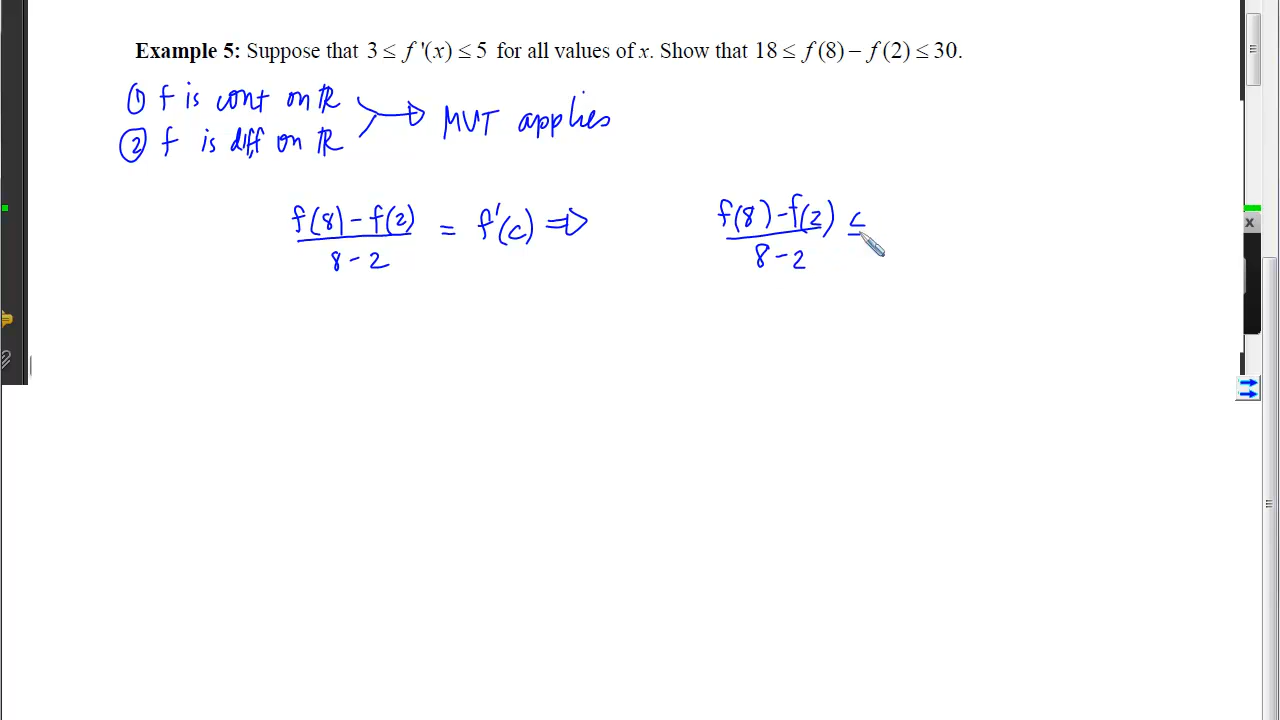 Example 5: Suppose that 3 ≤ f '(x) ≤ 5 for all values of x. Show that 18 ≤ f (8) − f (2) ≤ 30.
① f is cont on ℝ
② f is diff on ℝ
⇒ MVT applies
f(8) - f(2) / 8 - 2 = f'(c) ⇒ f(8) - f(2) / 8 - 2 ≤